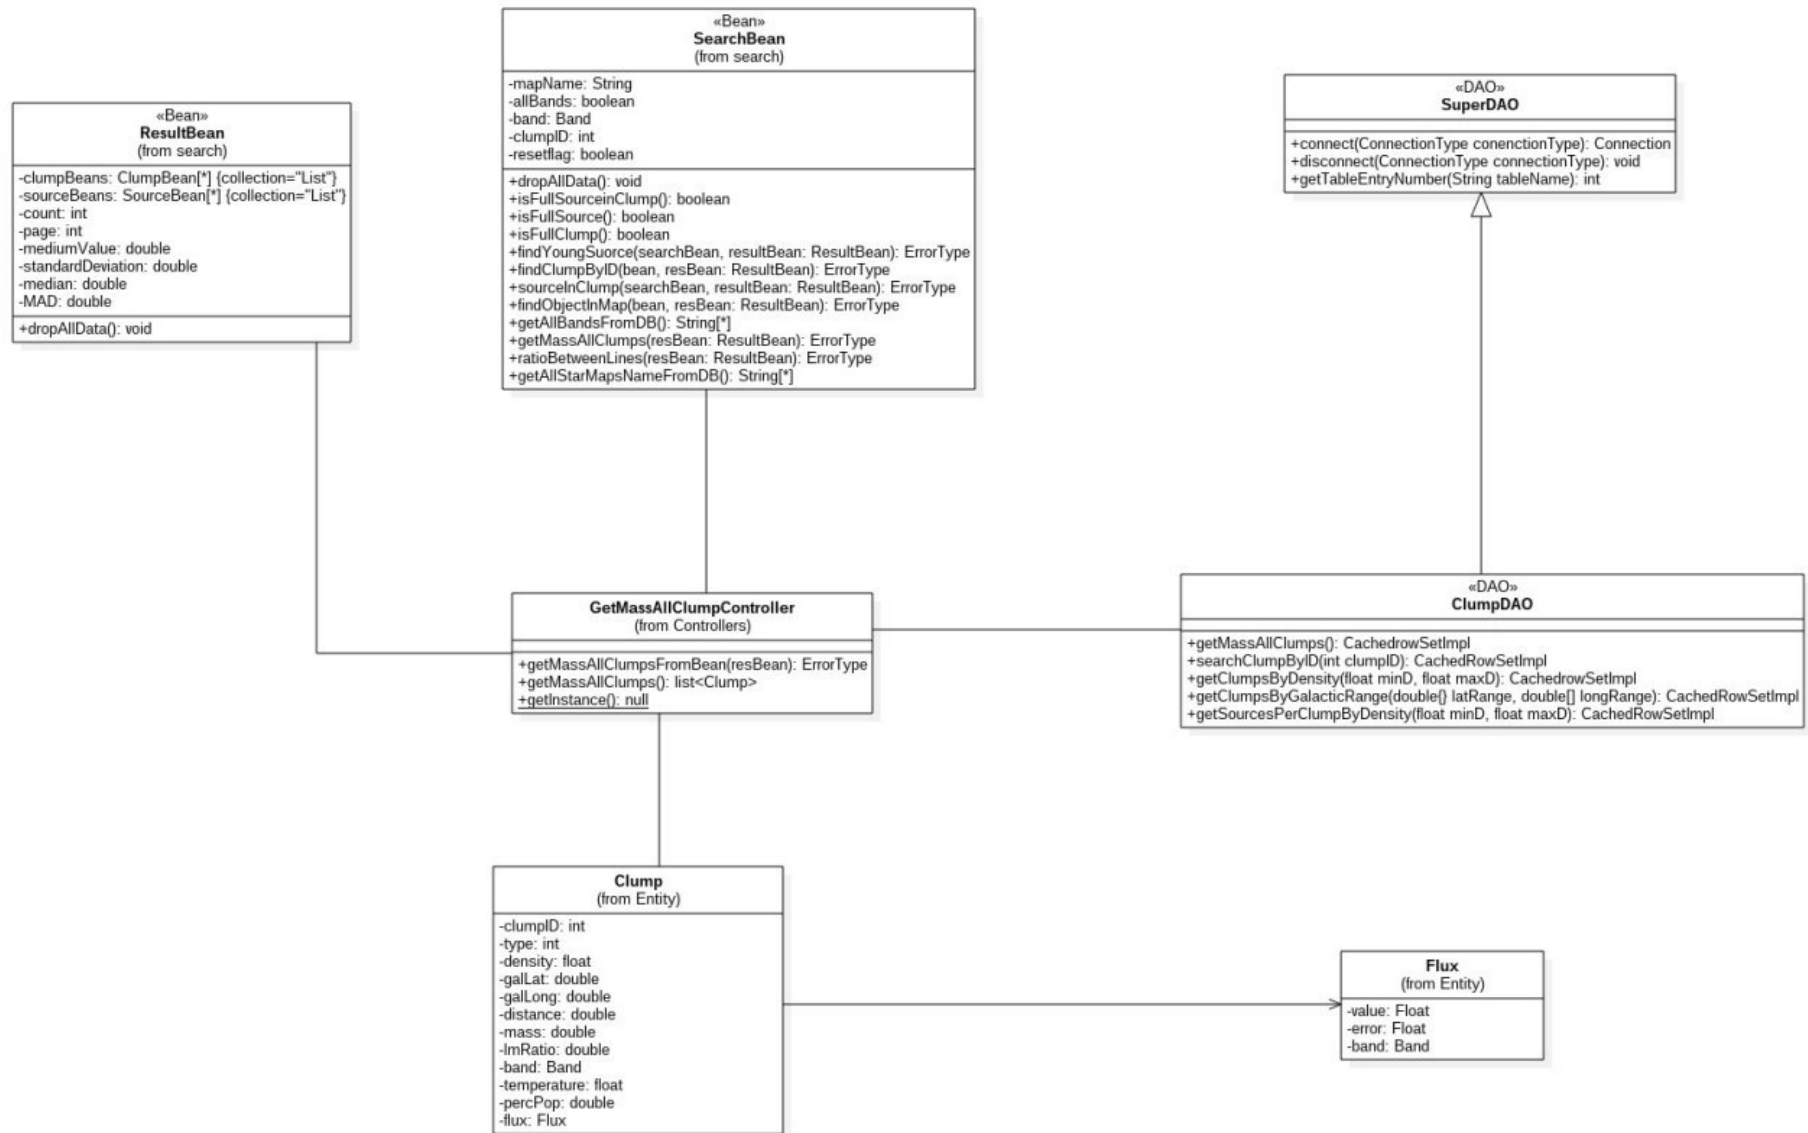 «Bean»
SearchBean
(from search)
-mapName: String
-allBands: boolean
-band: Band
-clumpID: int
-resetflag: boolean
+dropAllData(): void
+isFullSourceinClump(): boolean
+isFullSource(): boolean
+isFullClump(): boolean
+findYoungSuorce(searchBean, resultBean: ResultBean): ErrorType
+findClumpByID(bean, resBean: ResultBean): ErrorType
+sourceInClump(searchBean, resultBean: ResultBean): ErrorType
+findObjectInMap(bean, resBean: ResultBean): ErrorType
+getAllBandsFromDB(): String[*]
+getMassAllClumps(resBean: ResultBean): ErrorType
+ratioBetweenLines(resBean: ResultBean): ErrorType
+getAllStarMapsNameFromDB(): String[*]
«Bean»
ResultBean
(from search)
-clumpBeans: ClumpBean[*] {collection="List"}
-sourceBeans: SourceBean[*] {collection="List"}
-count: int
-page: int
-mediumValue: double
-standardDeviation: double
-median: double
-MAD: double
+dropAllData(): void
«DAO»
SuperDAO
+connect(ConnectionType conenctionType): Connection
+disconnect(ConnectionType connectionType): void
+getTableEntryNumber(String tableName): int
GetMassAllClumpController
(from Controllers)
+getMassAllClumpsFromBean(resBean): ErrorType
+getMassAllClumps(): list<Clump>
+getInstance(): null
«DAO»
ClumpDAO
+getMassAllClumps(): CachedrowSetImpl
+searchClumpByID(int clumpID): CachedRowSetImpl
+getClumpsByDensity(float minD, float maxD): CachedrowSetImpl
+getClumpsByGalacticRange(double{} latRange, double[] longRange): CachedRowSetImpl
+getSourcesPerClumpByDensity(float minD, float maxD): CachedRowSetImpl
Clump
(from Entity)
-clumpID: int
-type: int
-density: float
-galLat: double
-galLong: double
-distance: double
-mass: double
-lmRatio: double
-band: Band
-temperature: float
-percPop: double
-flux: Flux
Flux
(from Entity)
-value: Float
-error: Float
-band: Band